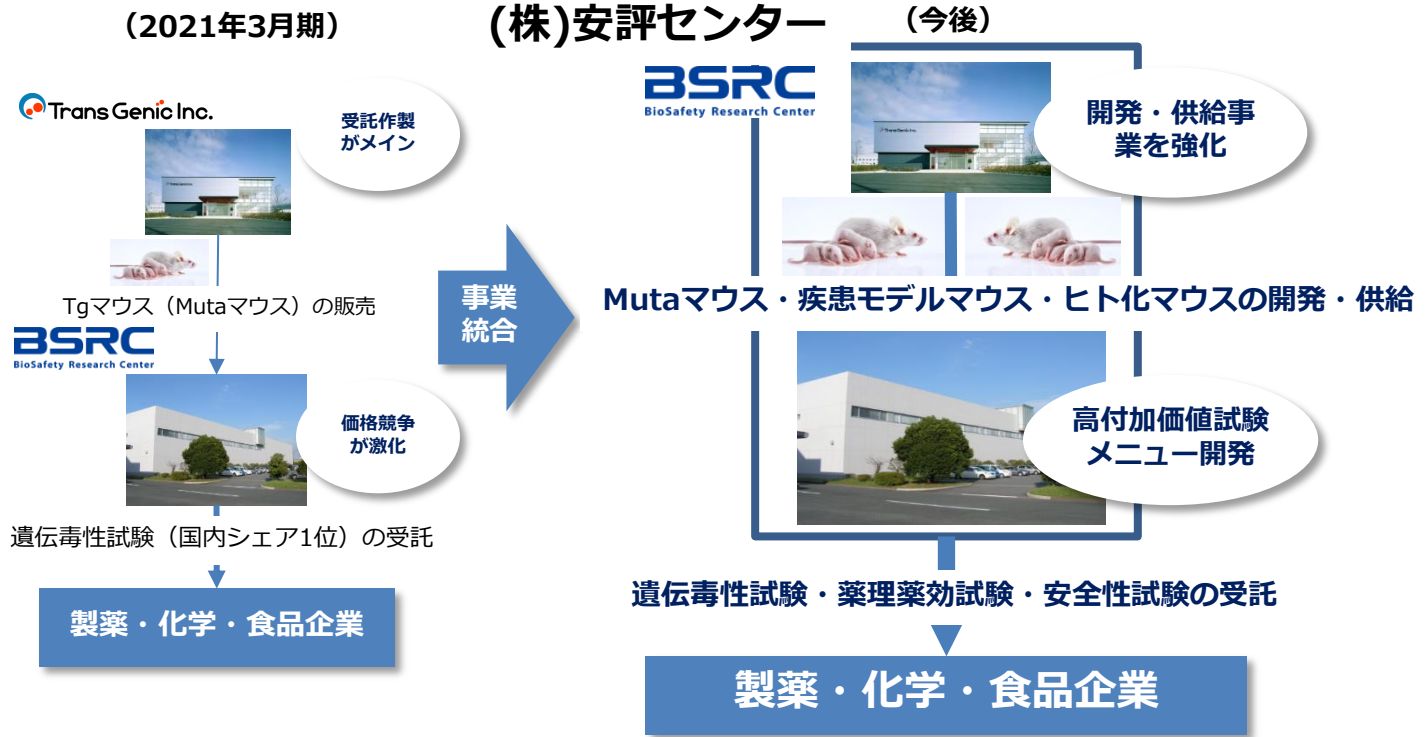 （2021年3月期）
(株)安評センター
（今後）
Trans Genic Inc.
受託作製
がメイン
Tgマウス（Mutaマウス）の販売
BSRC
BioSafety Research Center
価格競争
が激化
遺伝毒性試験（国内シェア1位）の受託
製薬・化学・食品企業
事業
統合
BSRC
BioSafety Research Center
開発・供給事
業を強化
Mutaマウス・疾患モデルマウス・ヒト化マウスの開発・供給
高付加価値試験
メニュー開発
遺伝毒性試験・薬理薬効試験・安全性試験の受託
製薬・化学・食品企業